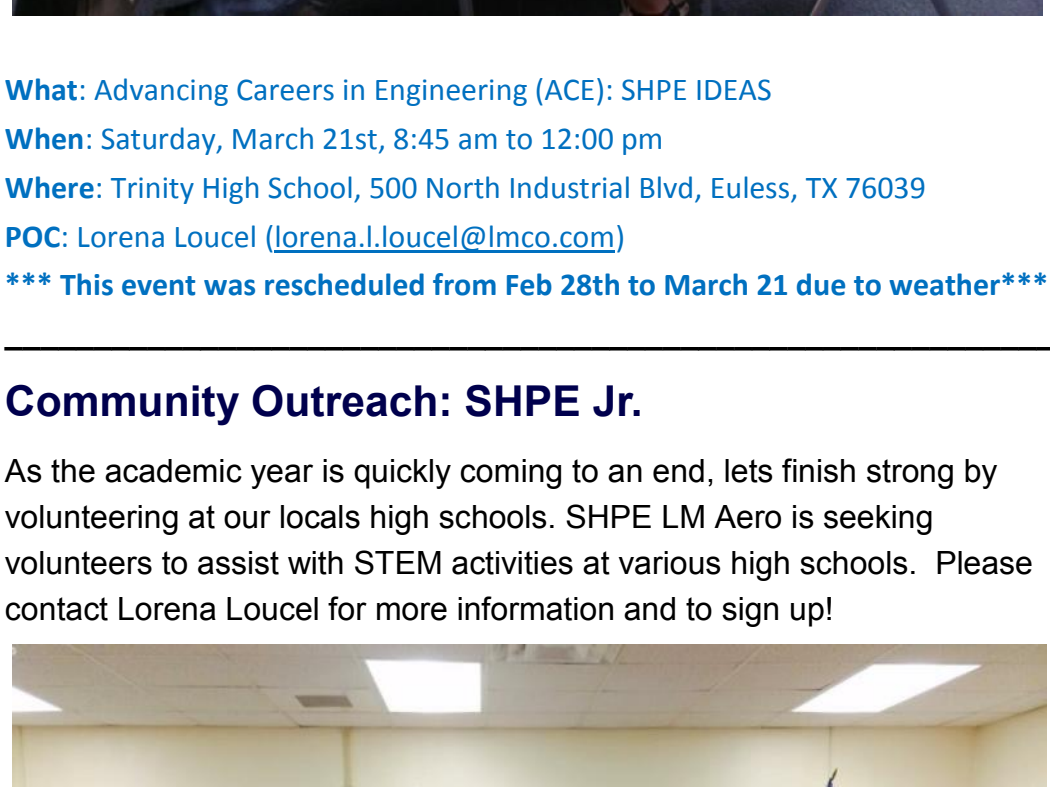 What: Advancing Careers in Engineering (ACE): SHPE IDEAS
When: Saturday, March 21st, 8:45 am to 12:00 pm
Where: Trinity High School, 500 North Industrial Blvd, Euless, TX 76039
POC: Lorena Loucel (lorena.l.loucel@lmco.com)
*** This event was rescheduled from Feb 28th to March 21 due to weather***
Community Outreach: SHPE Jr.
As the academic year is quickly coming to an end, lets finish strong by
volunteering at our locals high schools. SHPE LM Aero is seeking
volunteers to assist with STEM activities at various high schools.  Please
contact Lorena Loucel for more information and to sign up!